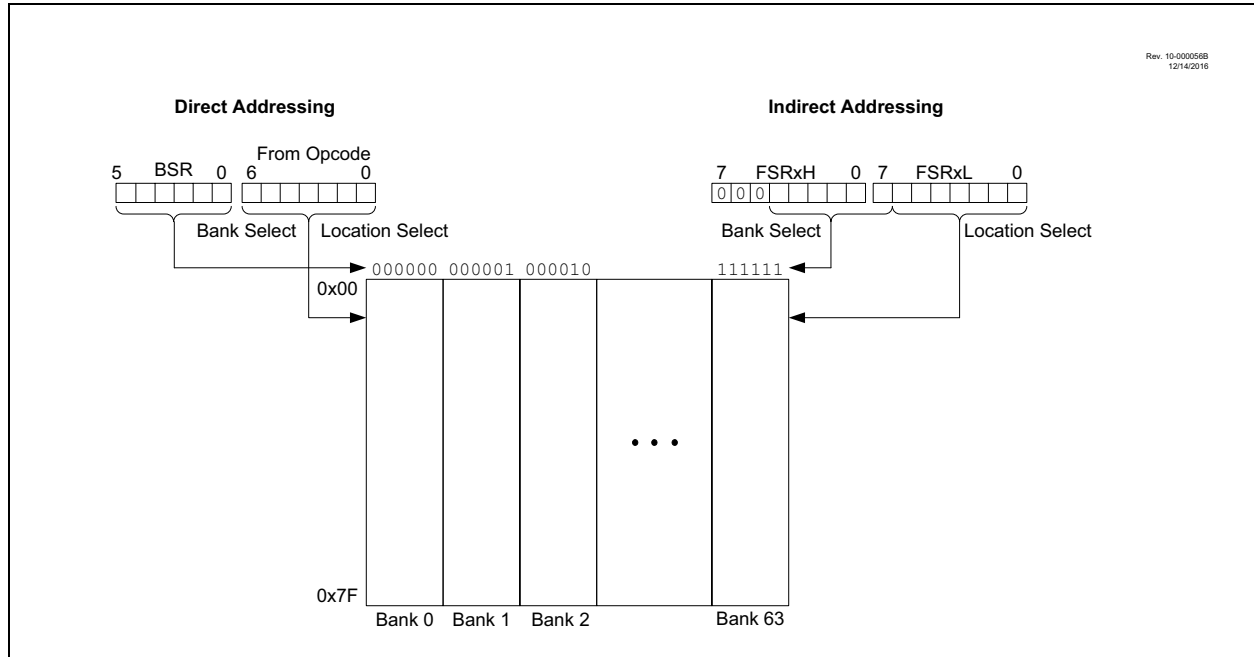 Rev. 10-000056B
12/14/2016
Direct Addressing
Indirect Addressing
From Opcode
5 BSR 0 6 0
7 FSRxH 0 7 FSRxL 0
0 0 0
Bank Select Location Select
Bank Select Location Select
000000 000001 000010 111111
0x00
• • •
0x7F
Bank 0 Bank 1 Bank 2 Bank 63